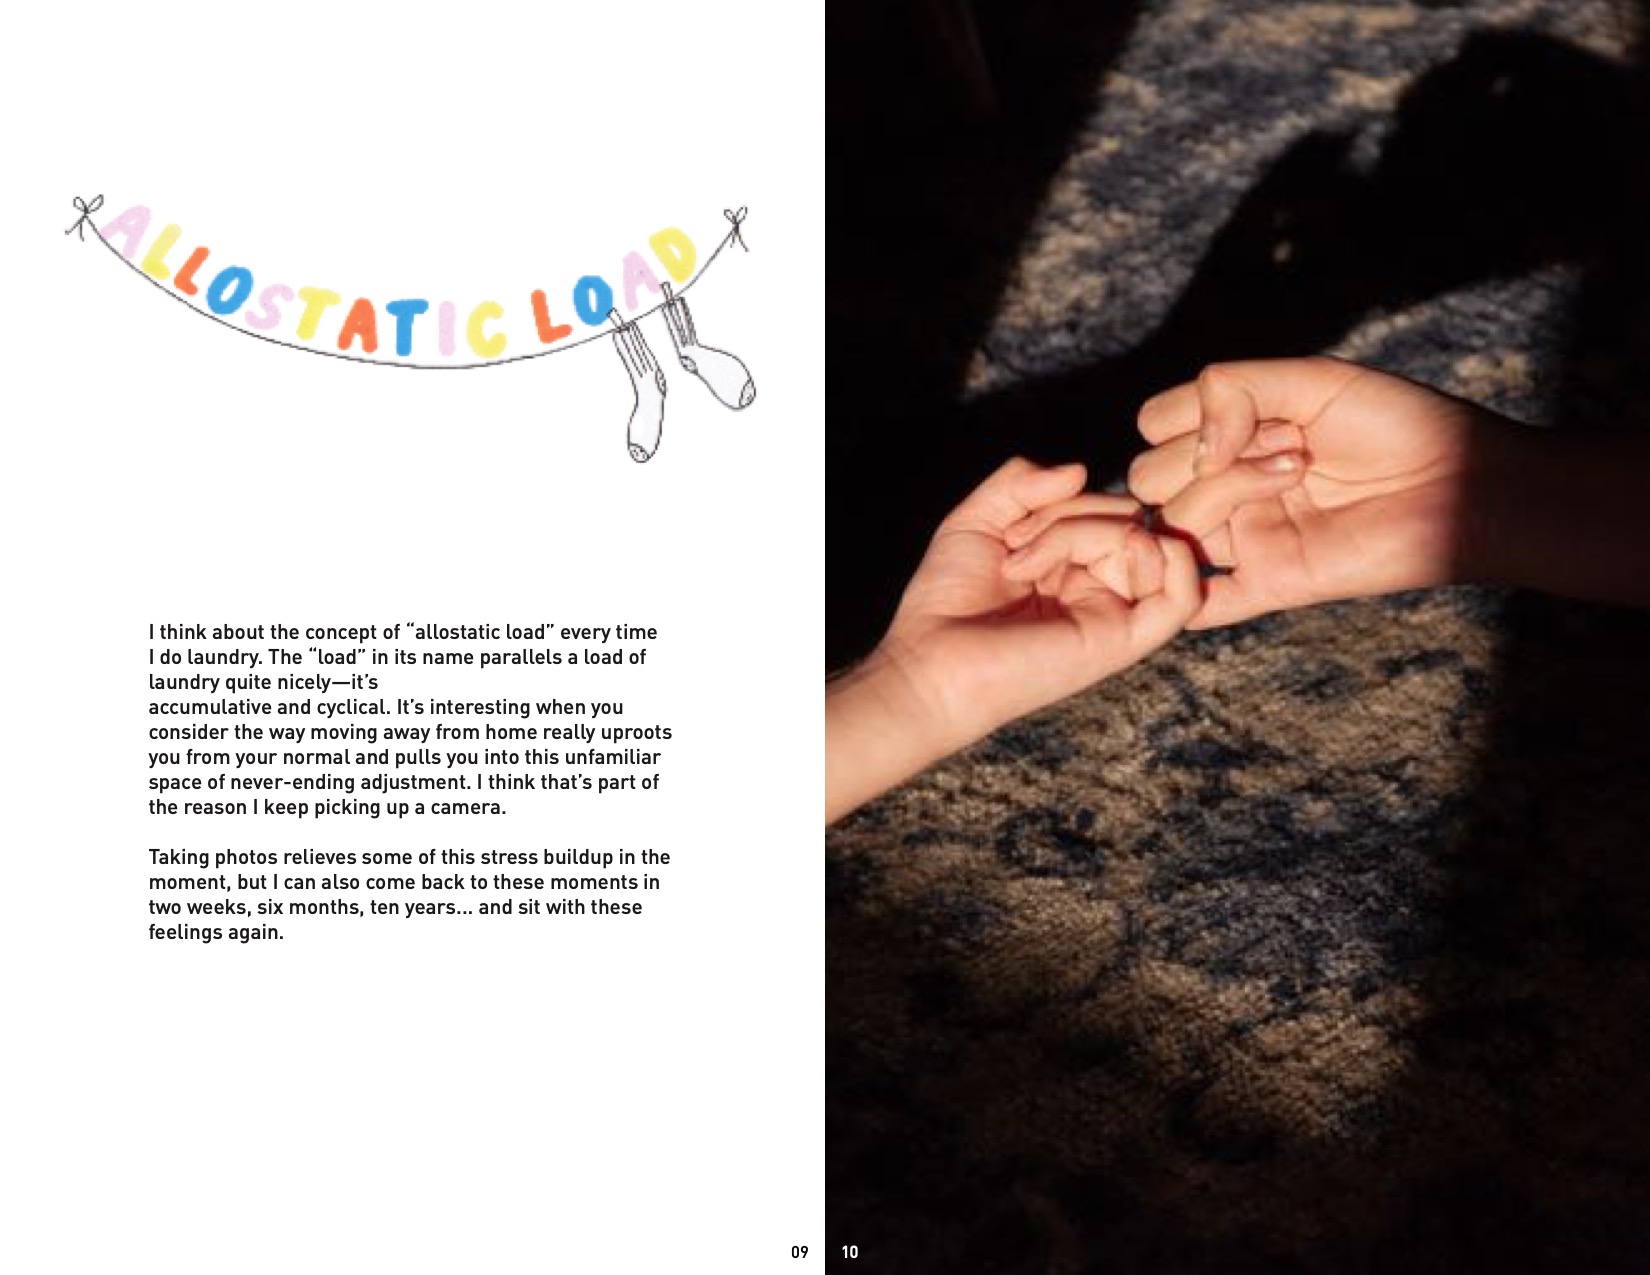 ALLOSTATIC LOAD
I think about the concept of “allostatic load” every time
I do laundry. The “load” in its name parallels a load of
laundry quite nicely—it’s
accumulative and cyclical. It’s interesting when you
consider the way moving away from home really uproots
you from your normal and pulls you into this unfamiliar
space of never-ending adjustment. I think that’s part of
the reason I keep picking up a camera.
Taking photos relieves some of this stress buildup in the
moment, but I can also come back to these moments in
two weeks, six months, ten years... and sit with these
feelings again.
09
10